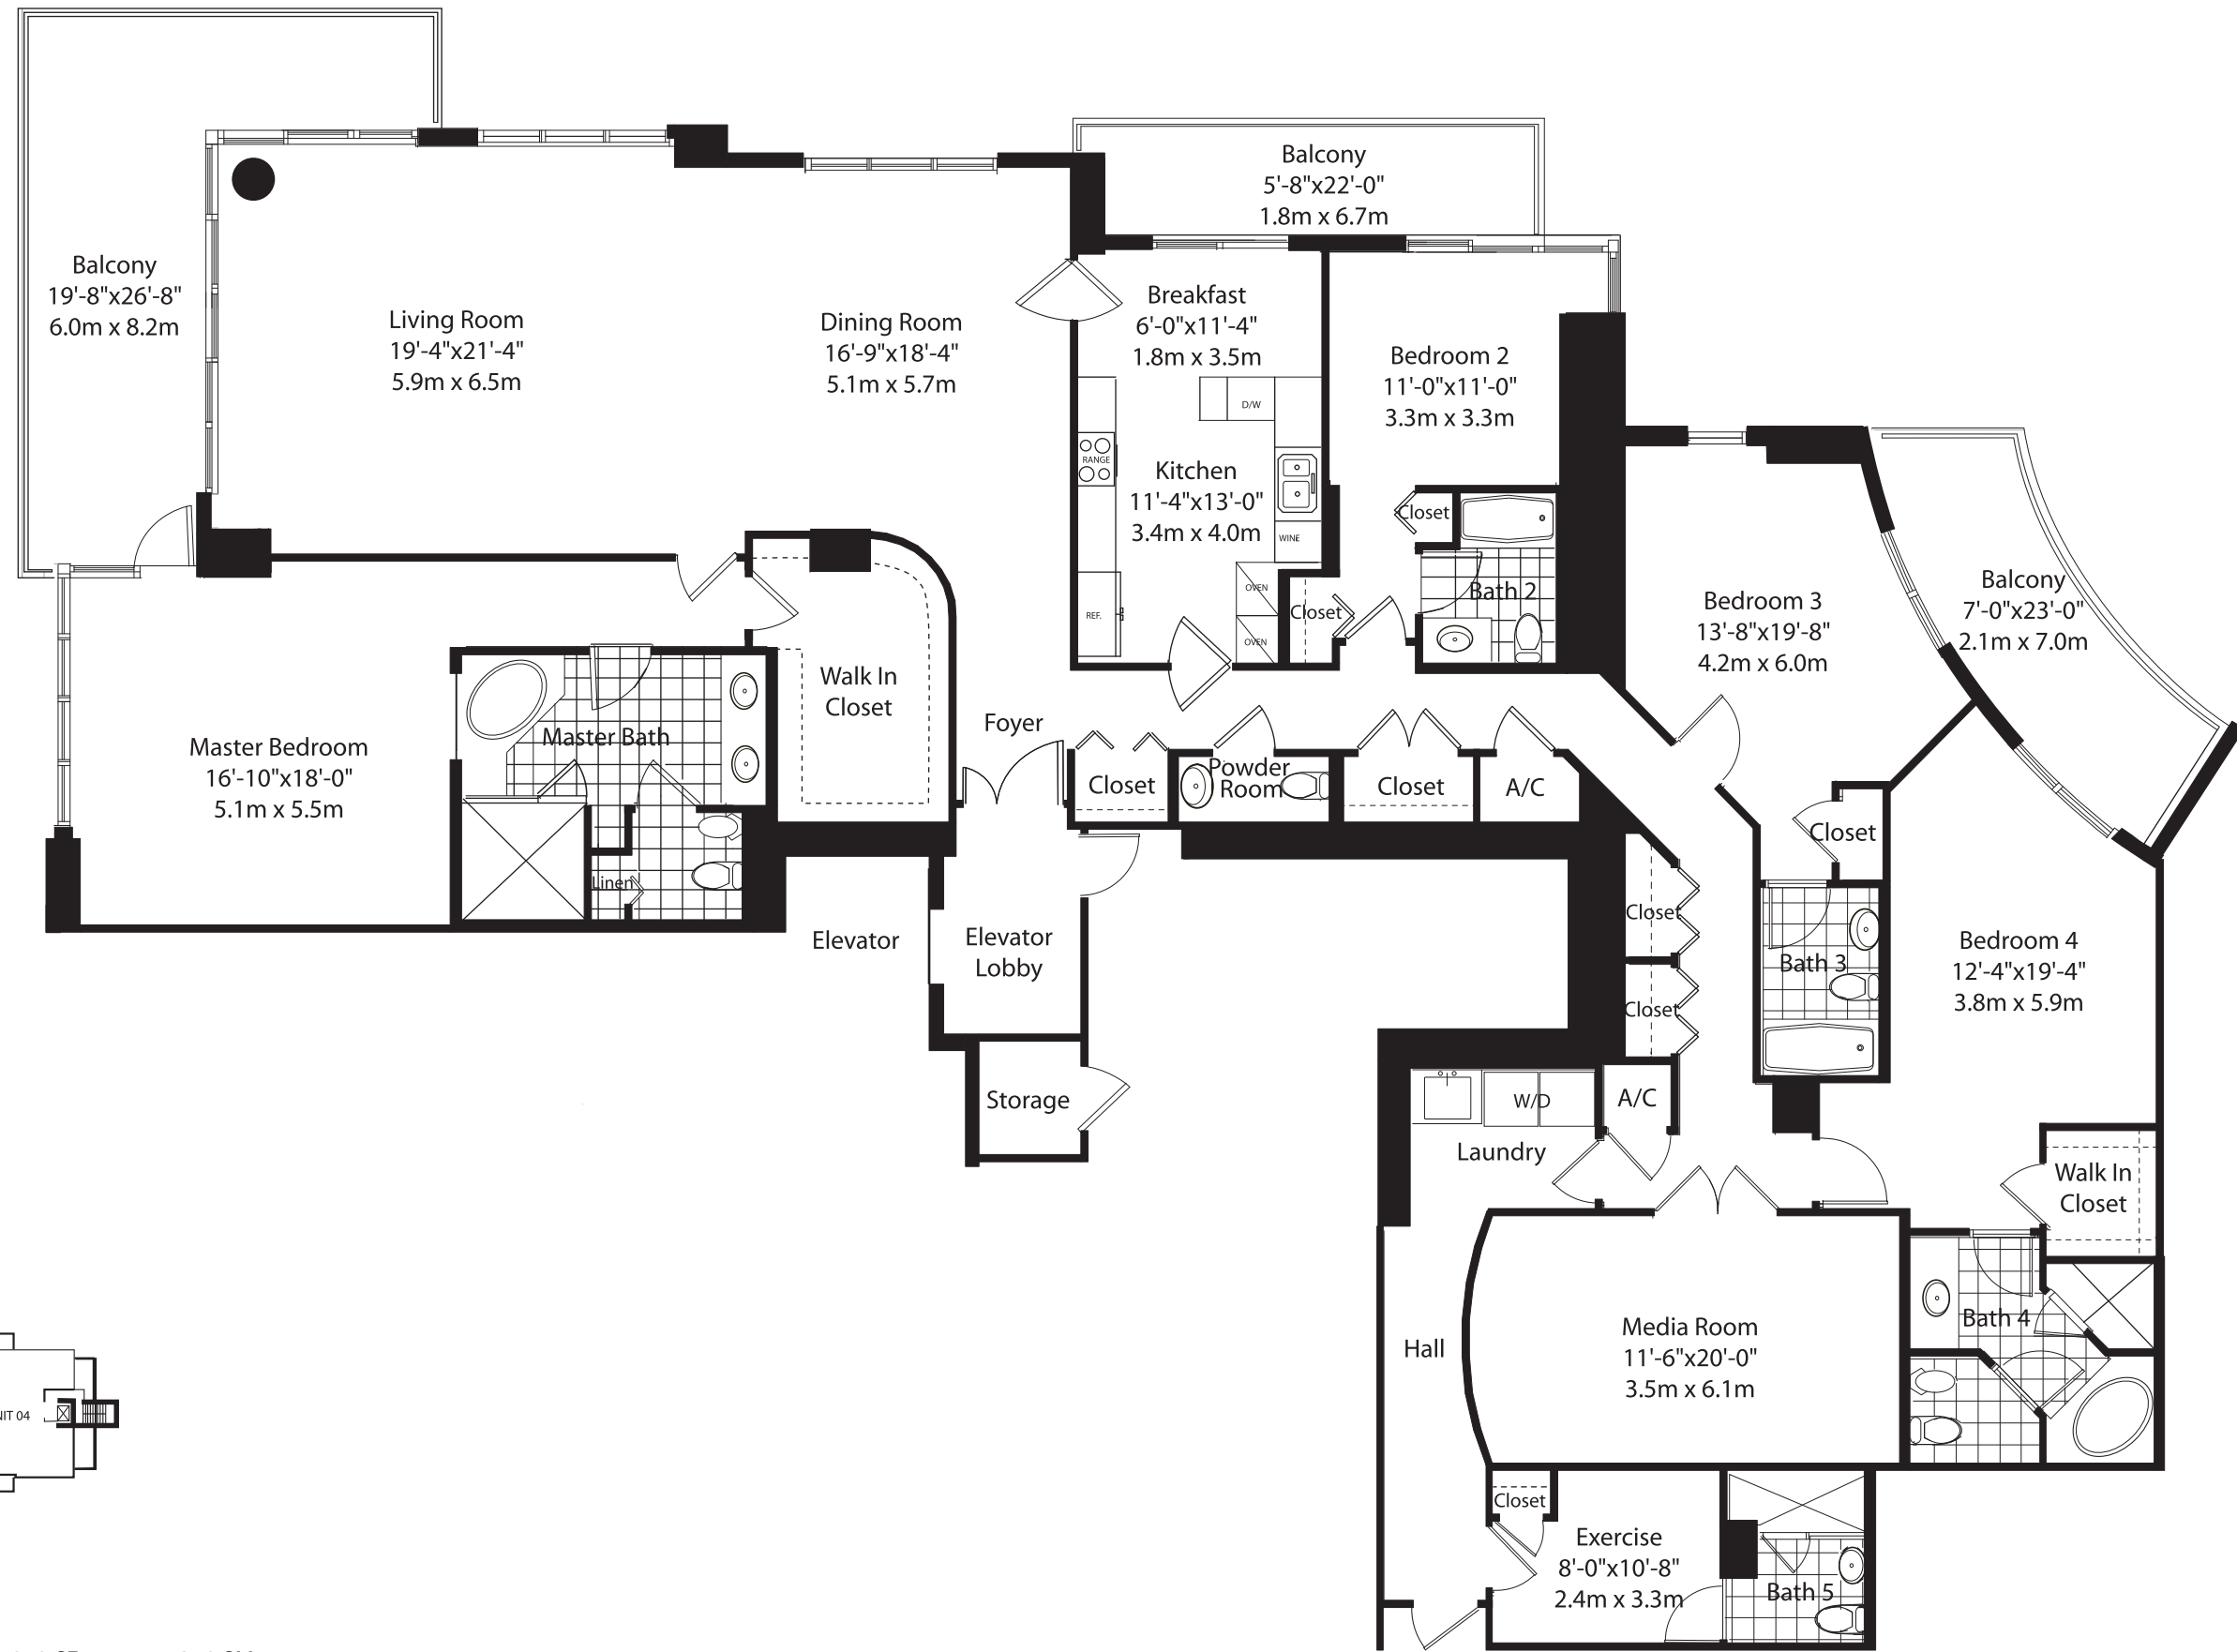 Balcony
19'-8"x26'-8"
6.0m x 8.2m
Living Room
19'-4"x21'-4"
5.9m x 6.5m
Dining Room
16'-9"x18'-4"
5.1m x 5.7m
Balcony
5'-8"x22'-0"
1.8m x 6.7m
Breakfast
6'-0"x11'-4"
1.8m x 3.5m
D/W
RANGE
Kitchen
11'-4"x13'-0"
3.4m x 4.0m
WINE
OVEN
OVEN
REF.
Closet
Bedroom 2
11'-0"x11'-0"
3.3m x 3.3m
Closet
Bath 2
Bedroom 3
13'-8"x19'-8"
4.2m x 6.0m
Balcony
7'-0"x23'-0"
2.1m x 7.0m
Walk In
Closet
Foyer
Master Bath
Master Bedroom
16'-10"x18'-0"
5.1m x 5.5m
Linen
Closet
Powder
Room
Closet
A/C
Closet
Elevator
Elevator
Lobby
Storage
Closet
Closet
Bath 3
Bedroom 4
12'-4"x19'-4"
3.8m x 5.9m
W/D
A/C
Laundry
Walk In
Closet
Hall
Media Room
11'-6"x20'-0"
3.5m x 6.1m
Bath 4
Closet
Exercise
8'-0"x10'-8"
2.4m x 3.3m
Bath 5
IT 04